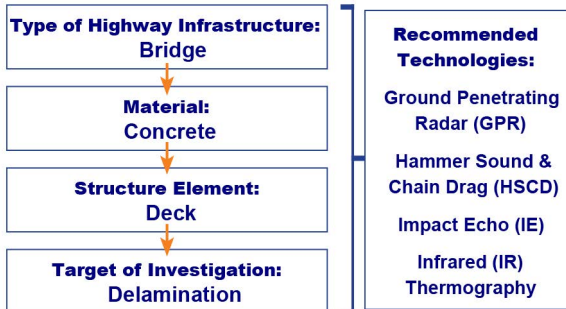 Type of Highway Infrastructure:
Bridge
Material:
Concrete
Structure Element:
Deck
Target of Investigation:
Delamination
Recommended
Technologies:
Ground Penetrating
Radar (GPR)
Hammer Sound &
Chain Drag (HSCD)
Impact Echo (IE)
Infrared (IR)
Thermography